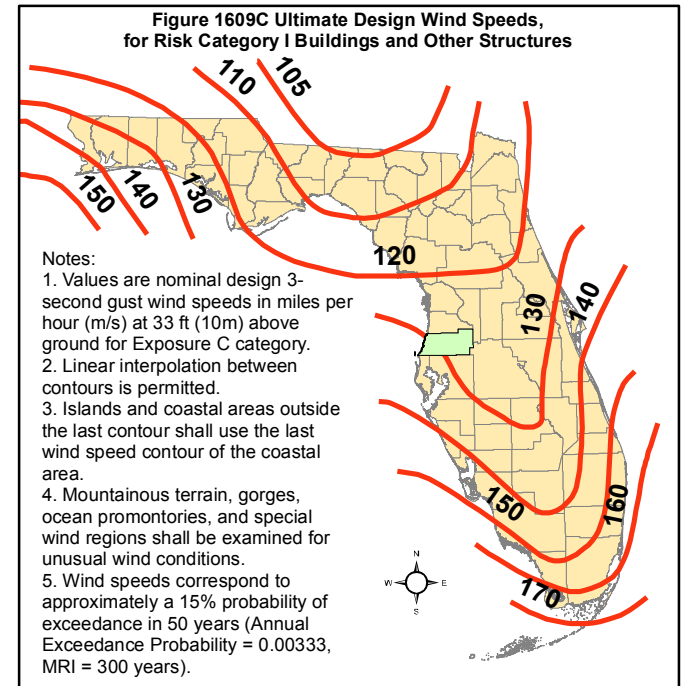 Figure 1609C Ultimate Design Wind Speeds,
for Risk Category I Buildings and Other Structures
105
110
150
140
130
120
130
140
150
160
170
Notes:
1. Values are nominal design 3-
second gust wind speeds in miles per
hour (m/s) at 33 ft (10m) above
ground for Exposure C category.
2. Linear interpolation between
contours is permitted.
3. Islands and coastal areas outside
the last contour shall use the last
wind speed contour of the coastal
area.
4. Mountainous terrain, gorges,
ocean promontories, and special
wind regions shall be examined for
unusual wind conditions.
5. Wind speeds correspond to
approximately a 15% probability of
exceedance in 50 years (Annual
Exceedance Probability = 0.00333,
MRI = 300 years).
N
W E
S